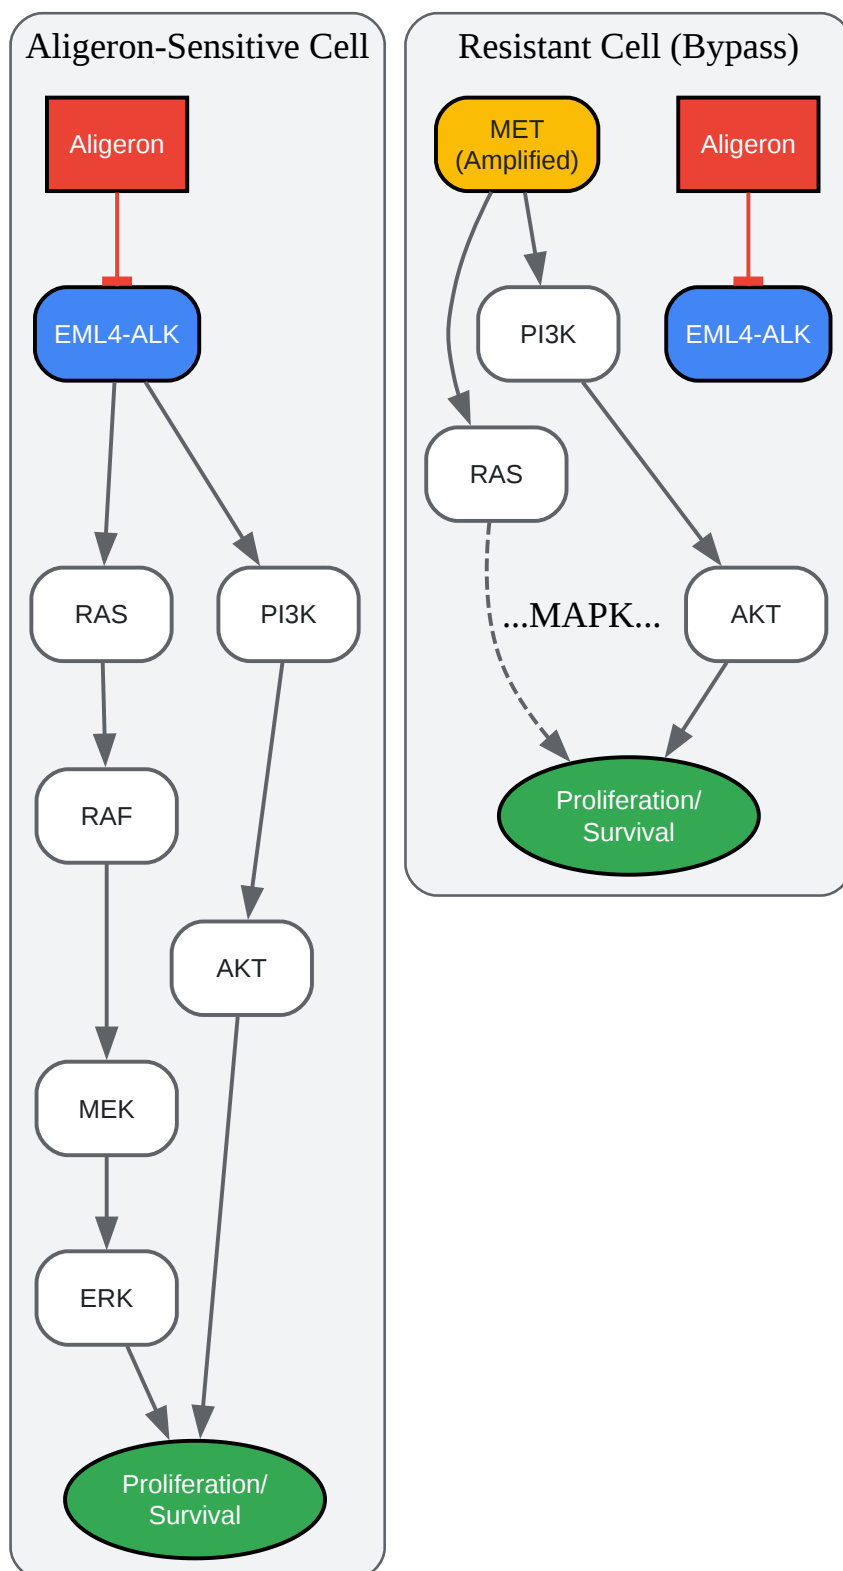 Aligeron-Sensitive Cell
Aligeron
EML4-ALK
RAS
PI3K
RAF
AKT
MEK
ERK
Proliferation/
Survival
Resistant Cell (Bypass)
MET
(Amplified)
Aligeron
PI3K
EML4-ALK
RAS
...MAPK...
AKT
Proliferation/
Survival